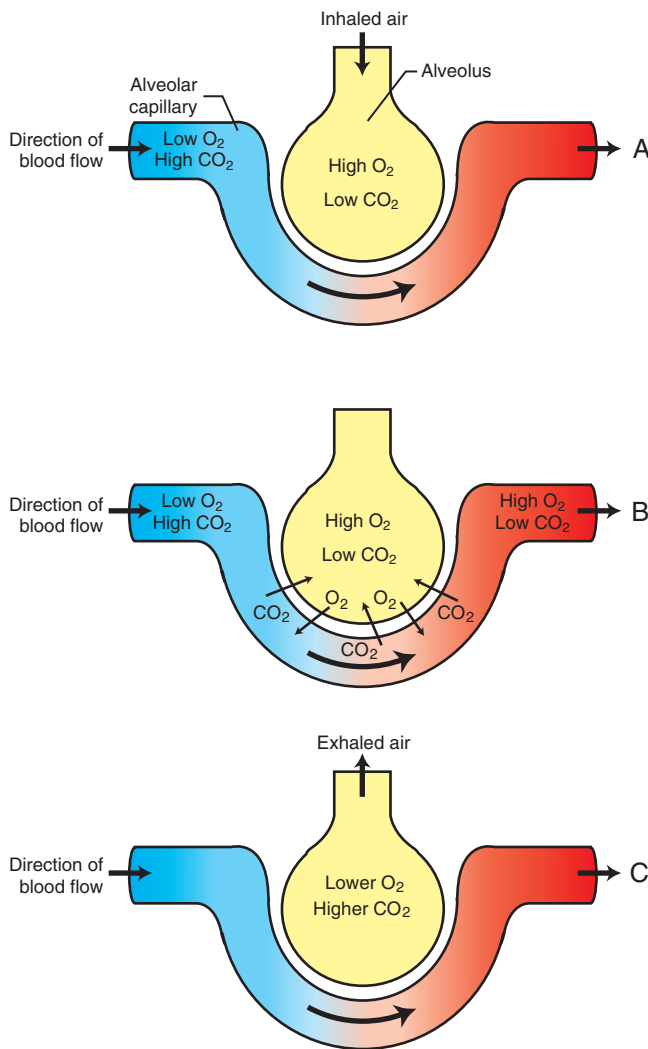 Inhaled air
Alveolus
Alveolar
capillary
Direction of
blood flow
Low O₂
High CO₂
High O₂
Low CO₂
A
Direction of
blood flow
Low O₂
High CO₂
High O₂
Low CO₂
High O₂
Low CO₂
B
CO₂
O₂
O₂
CO₂
CO₂
Exhaled air
Direction of
blood flow
Lower O₂
Higher CO₂
C